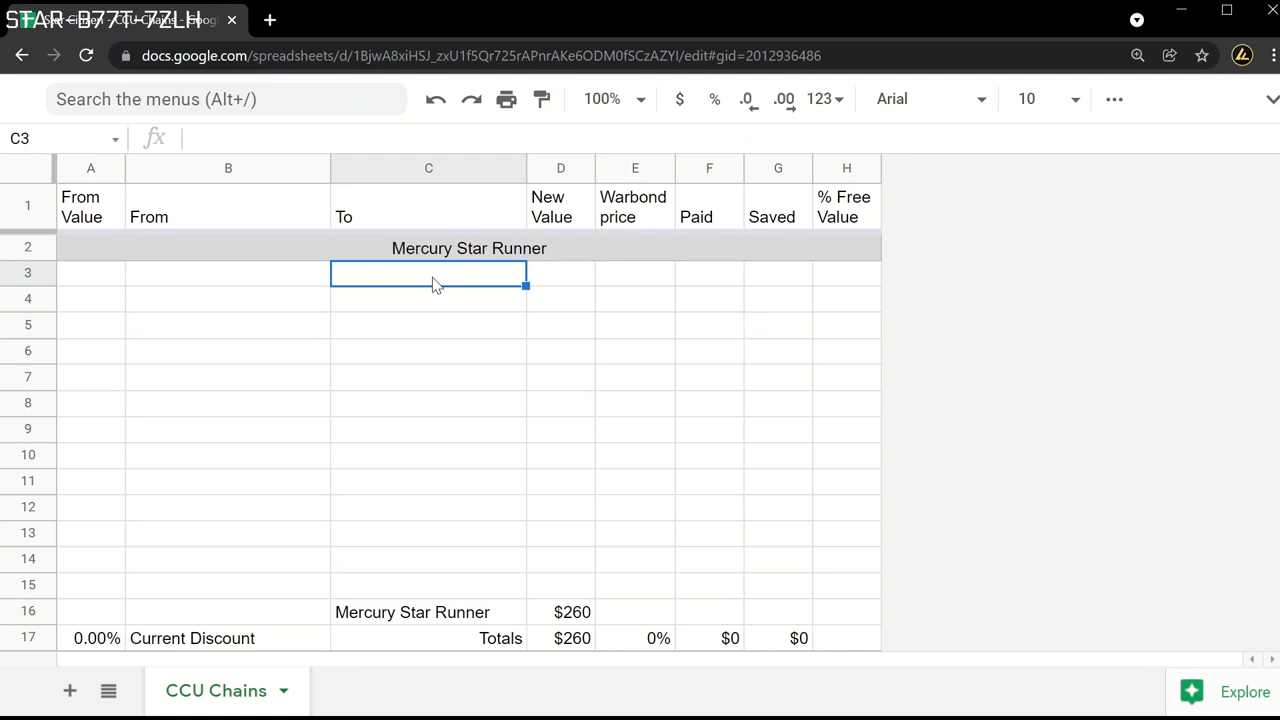 STAR-B77T-7ZLH
docs.google.com/spreadsheets/d/1BjwA8xiHSJ_zxU1f5Qr725rAPnrAKe6ODM0fSCzAZYI/edit#gid=2012936486
Search the menus (Alt+/)
100%
$
%
.0
.00
123
Arial
10
C3
fx
A B C D E F G H
1 From Value From To New Value Warbond price Paid Saved % Free Value
2 Mercury Star Runner
3
4
5
6
7
8
9
10
11
12
13
14
15
16 Mercury Star Runner $260
17 0.00% Current Discount Totals $260 0% $0 $0
CCU Chains
Explore